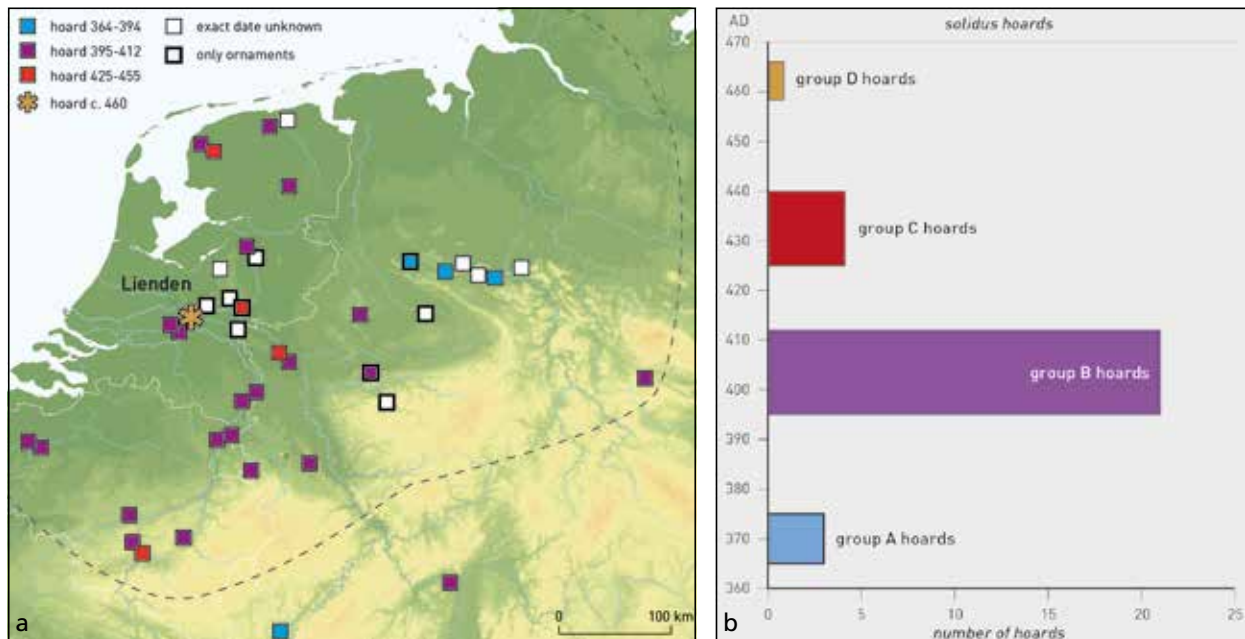 hoard 364-394
hoard 395-412
hoard 425-455
hoard c. 460
exact date unknown
only ornaments
Lienden
0 100 km
a
AD
solidus hoards
470
460
450
440
430
420
410
400
390
380
370
360
group D hoards
group C hoards
group B hoards
group A hoards
0 5 10 15 20 25
number of hoards
b